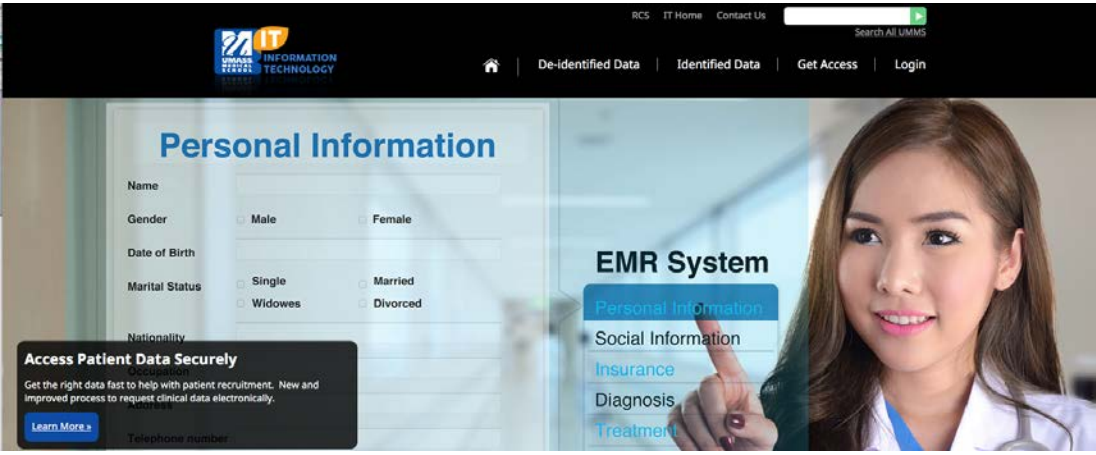 RCS IT Home Contact Us
Search All UMMS
UMASS
MEDICAL
SCHOOL
IT
INFORMATION
TECHNOLOGY
De-identified Data | Identified Data | Get Access | Login
Personal Information
Name
Gender Male Female
Date of Birth
Marital Status Single Married
Widowes Divorced
Nationality
Occupation
Address
Telephone number
Access Patient Data Securely
Get the right data fast to help with patient recruitment. New and
improved process to request clinical data electronically.
Learn More »
EMR System
Personal Information
Social Information
Insurance
Diagnosis
Treatment